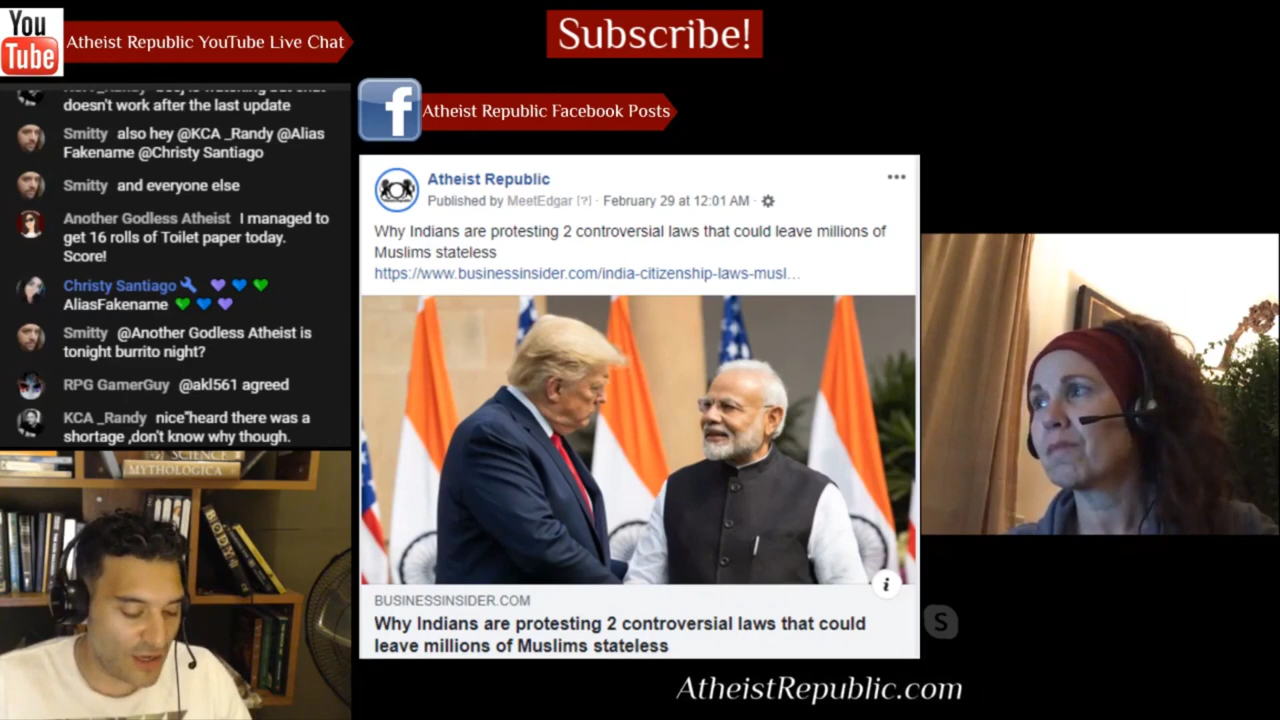 You
Tube
Atheist Republic YouTube Live Chat
Subscribe!
doesn't work after the last update
Smitty also hey @KCA _Randy @Alias
Fakename @Christy Santiago
Smitty and everyone else
Another Godless Atheist I managed to
get 16 rolls of Toilet paper today.
Score!
Christy Santiago
AliasFakename
Smitty @Another Godless Atheist is
tonight burrito night?
RPG GamerGuy @akl561 agreed
KCA _Randy nice"heard there was a
shortage ,don't know why though.
f
Atheist Republic Facebook Posts
Atheist Republic
Published by MeetEdgar [?] · February 29 at 12:01 AM ·
Why Indians are protesting 2 controversial laws that could leave millions of
Muslims stateless
https://www.businessinsider.com/india-citizenship-laws-musl...
i
BUSINESSINSIDER.COM
Why Indians are protesting 2 controversial laws that could
leave millions of Muslims stateless
S
AtheistRepublic.com
SCIENCE
MYTHOLOGICA
BODY